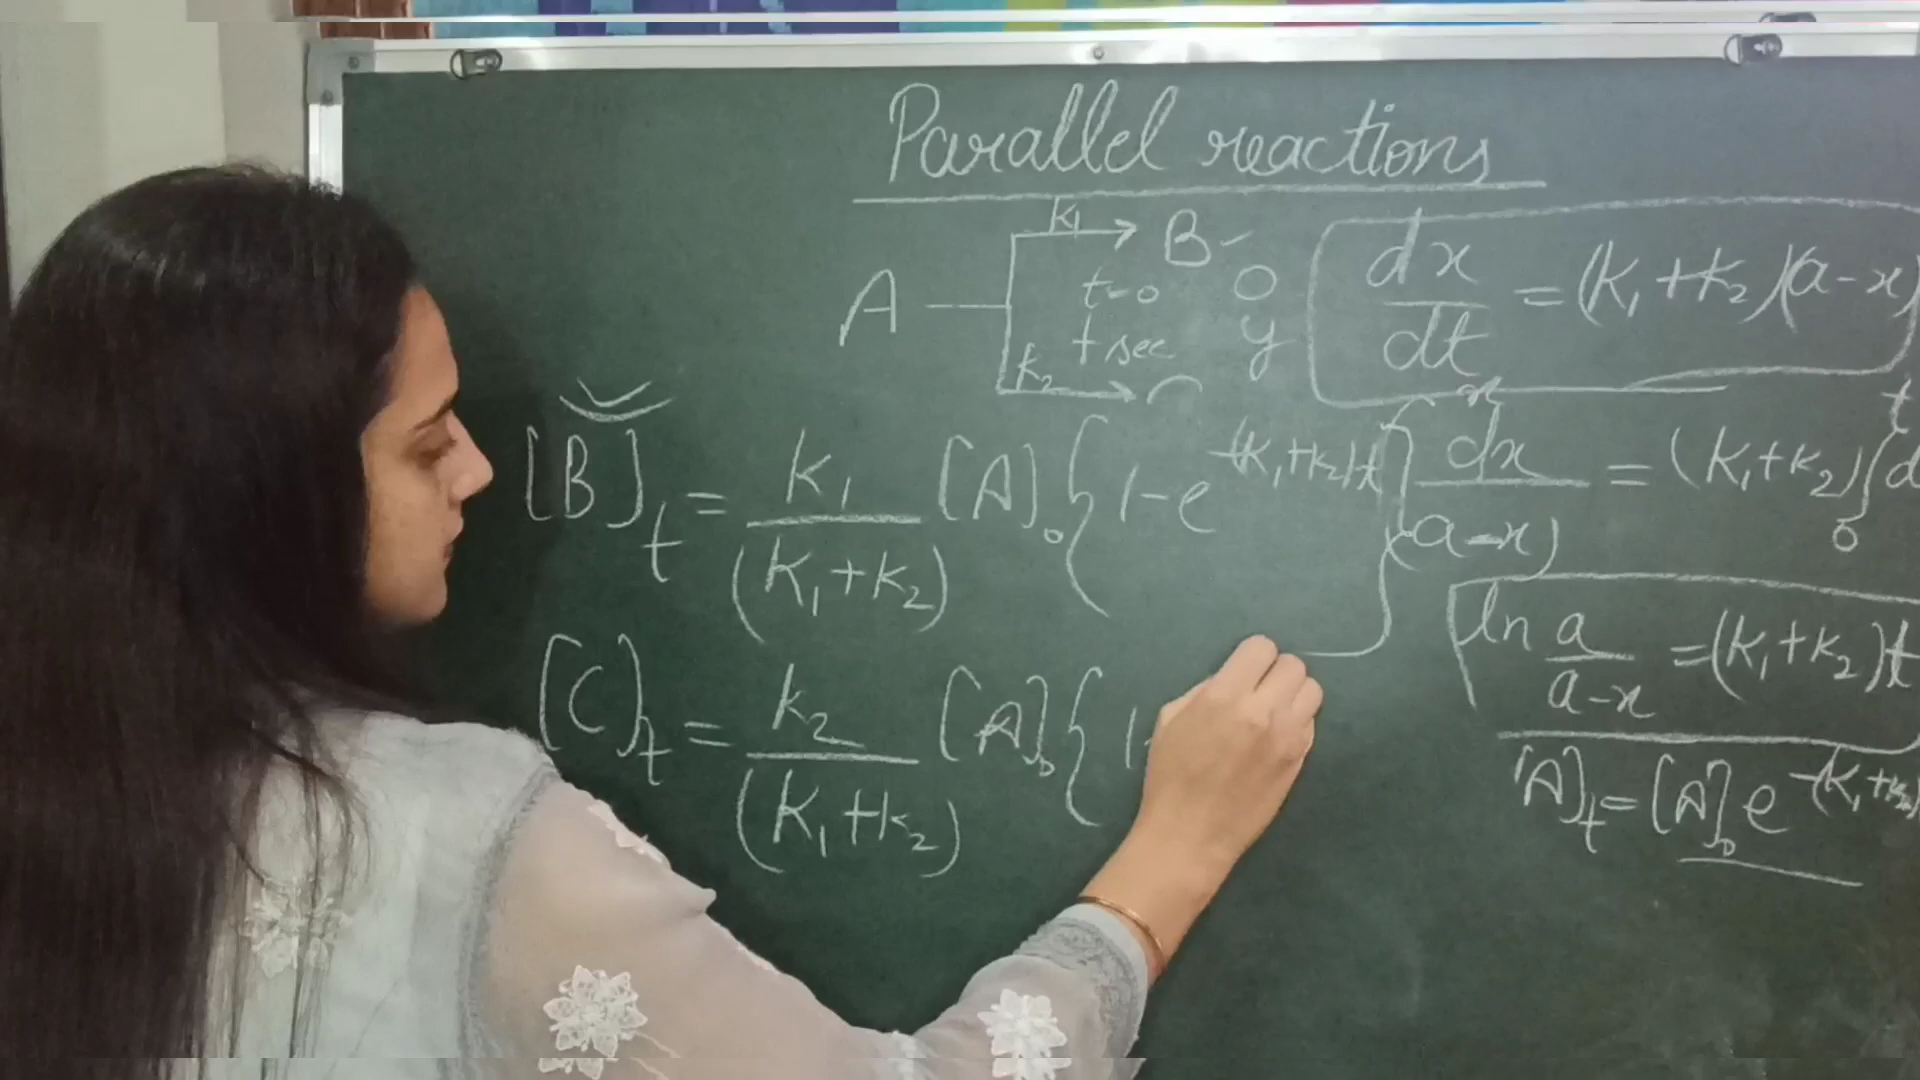 Parallel reactions
A k₁ B
t=0 0
t sec y
k₂
dx/dt = (k₁+k₂)(a-x)
[B]t = k₁/(k₁+k₂) [A]₀ { 1-e^-(k₁+k₂)t
x
∫ dx/(a-x) = (k₁+k₂) ∫₀^t d
[C]t = k₂/(k₁+k₂) [A]₀ { 1-
ln a/a-x = (k₁+k₂)t
[A]t = [A]₀ e^-(k₁+k₂)